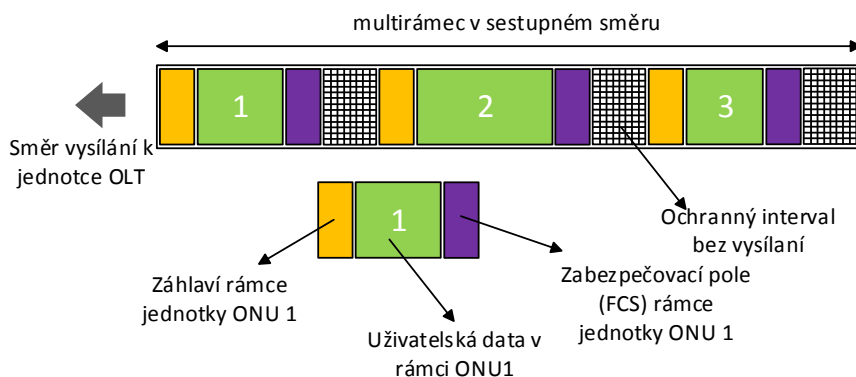 multirámec v sestupném směru
1
2
3
Směr vysílání k
jednotce OLT
1
Ochranný interval
bez vysílaní
Záhlaví rámce
jednotky ONU 1
Zabezpečovací pole
(FCS) rámce
jednotky ONU 1
Uživatelská data v
rámci ONU1